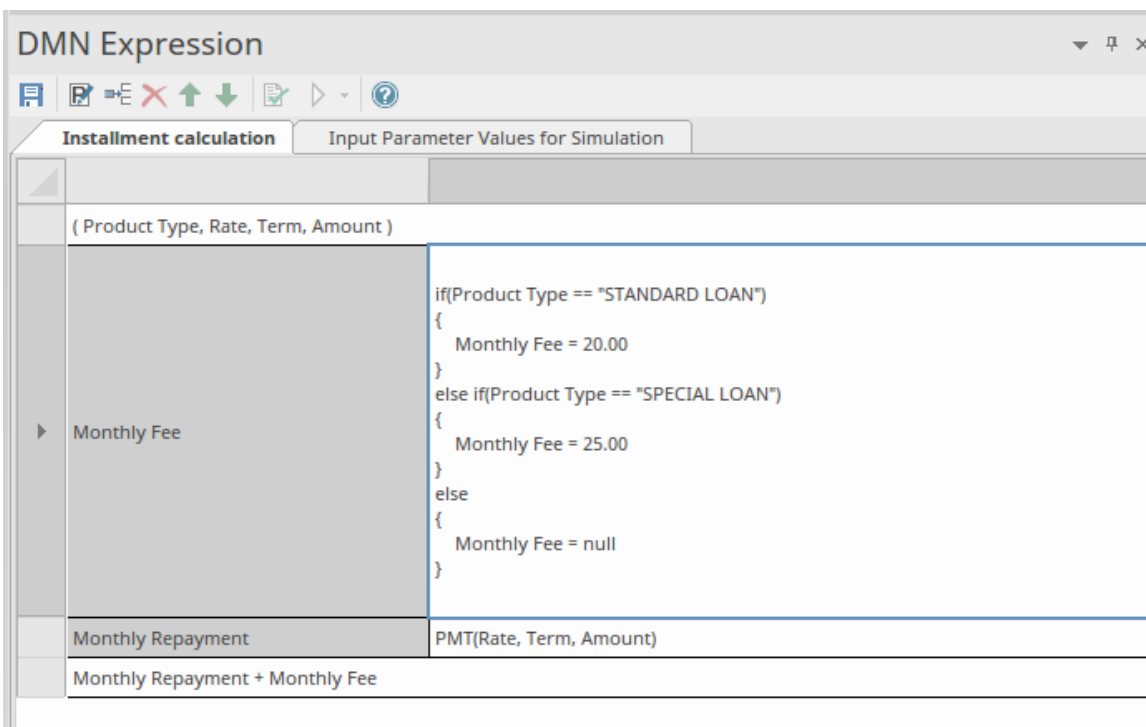 DMN Expression
Installment calculation
Input Parameter Values for Simulation
( Product Type, Rate, Term, Amount )
Monthly Fee
if(Product Type == "STANDARD LOAN")
{
Monthly Fee = 20.00
}
else if(Product Type == "SPECIAL LOAN")
{
Monthly Fee = 25.00
}
else
{
Monthly Fee = null
}
Monthly Repayment
PMT(Rate, Term, Amount)
Monthly Repayment + Monthly Fee